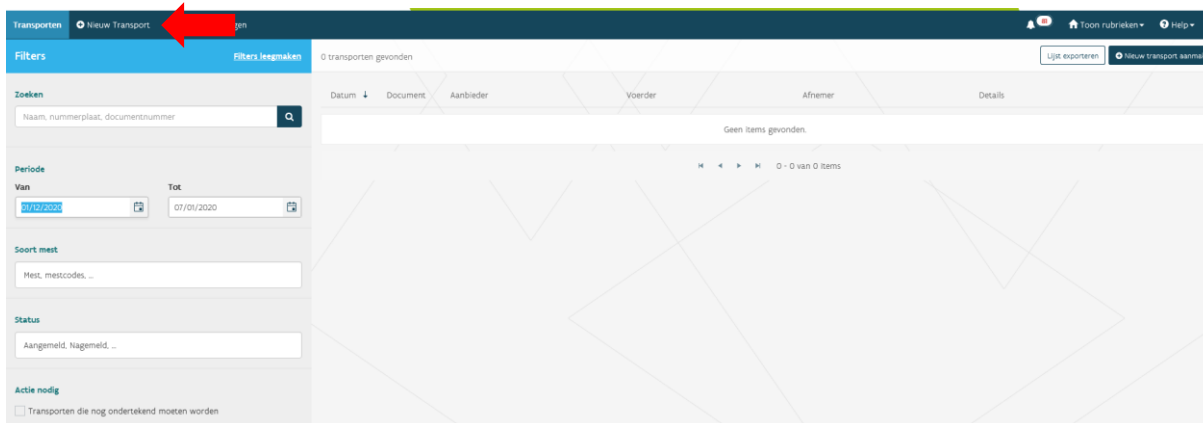 Transporten Nieuw Transport gen Toon rubrieken Help
Filters Filters leegmaken 0 transporten gevonden Lijst exporteren Nieuw transport aanmak
Zoeken
Datum Document Aanbieder Voerder Afnemer Details
Naam, nummerplaat, documentnummer
Geen items gevonden.
0 - 0 van 0 items
Periode
Van Tot
01/12/2020 07/01/2020
Soort mest
Mest, mestcodes, ...
Status
Aangemeld, Nagemeld, ...
Actie nodig
Transporten die nog ondertekend moeten worden